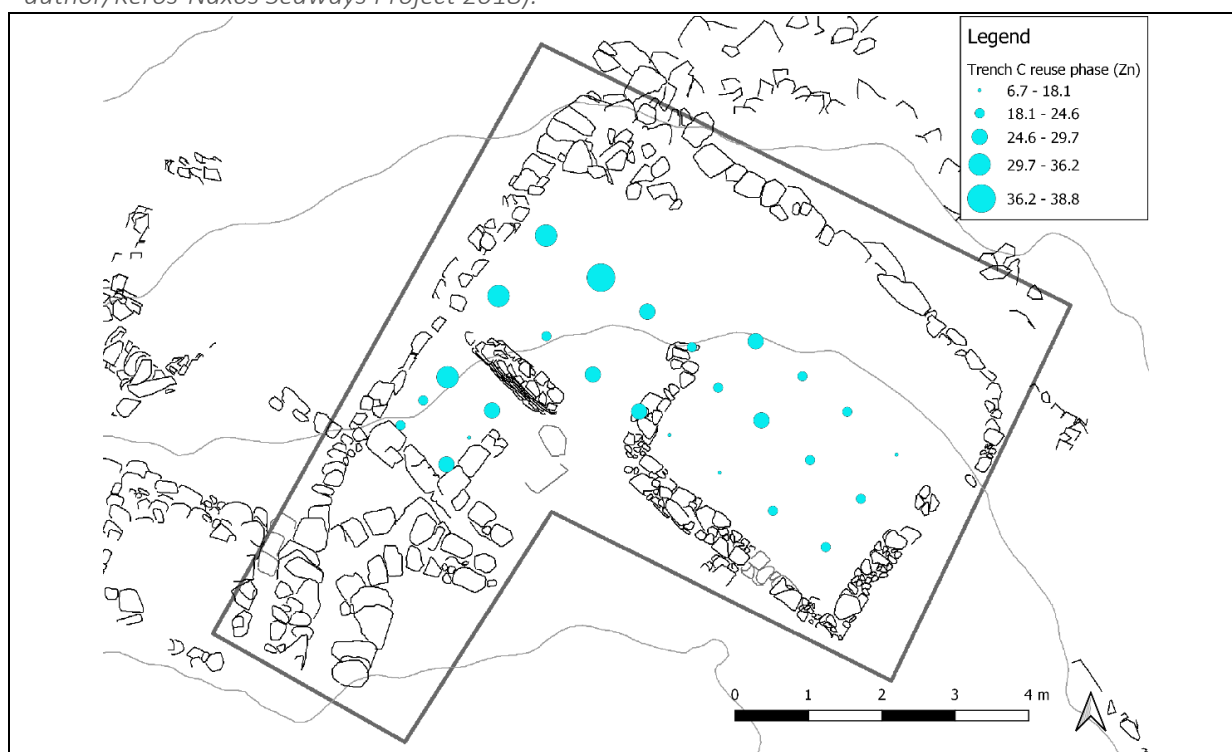 author/Keros-Naxos Seaways Project 2018).
Legend
Trench C reuse phase (Zn)
6.7 - 18.1
18.1 - 24.6
24.6 - 29.7
29.7 - 36.2
36.2 - 38.8
0 1 2 3 4 m